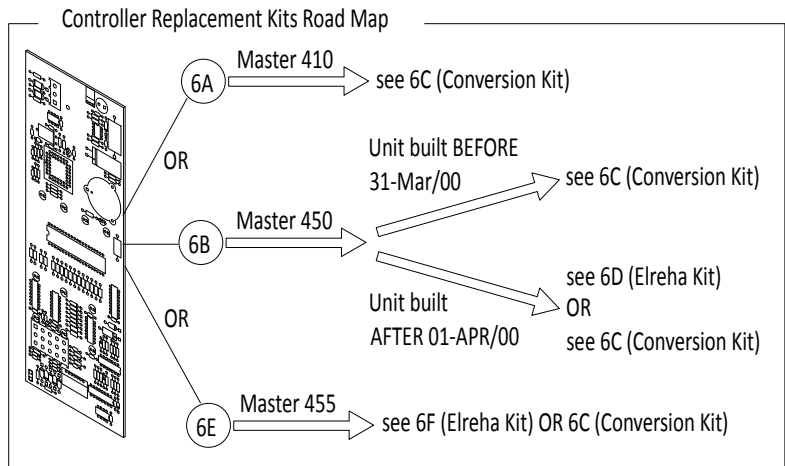 Controller Replacement Kits Road Map
6A
Master 410
see 6C (Conversion Kit)
OR
6B
Master 450
Unit built BEFORE
31-Mar/00
see 6C (Conversion Kit)
Unit built
AFTER 01-APR/00
see 6D (Elreha Kit)
OR
see 6C (Conversion Kit)
OR
6E
Master 455
see 6F (Elreha Kit) OR 6C (Conversion Kit)